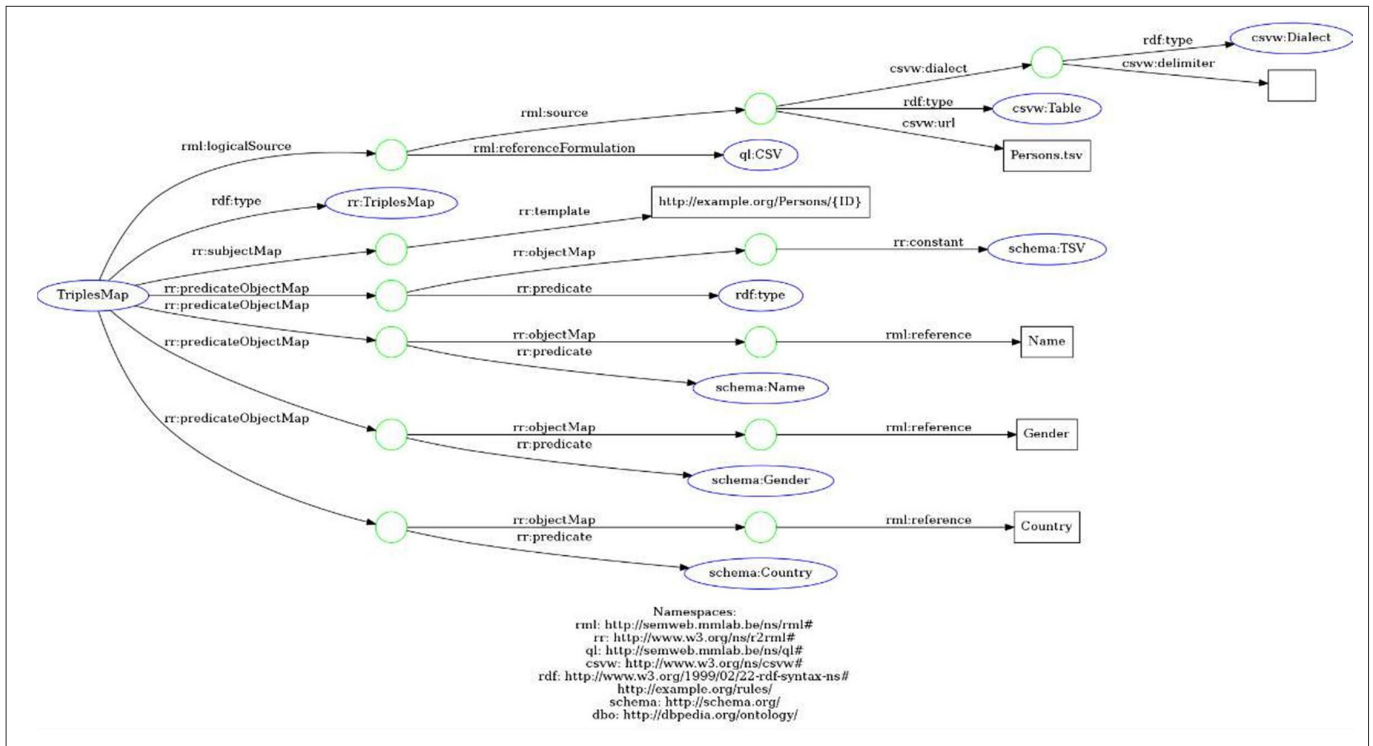 rdf:type
csvw:Dialect
csvw:delimiter
csvw:dialect
rdf:type
csvw:Table
csvw:url
Persons.tsv
rml:source
rml:logicalSource
rml:referenceFormulation
ql:CSV
rdf:type
rr:TriplesMap
rr:template
http://example.org/Persons/{ID}
rr:subjectMap
rr:objectMap
rr:constant
schema:TSV
TriplesMap
rr:predicateObjectMap
rr:predicate
rdf:type
rr:predicateObjectMap
rr:objectMap
rml:reference
Name
rr:predicateObjectMap
rr:predicate
schema:Name
rr:predicateObjectMap
rr:objectMap
rml:reference
Gender
rr:predicate
schema:Gender
rr:objectMap
rml:reference
Country
rr:predicate
schema:Country
Namespaces:
rml: http://semweb.mmlab.be/ns/rml#
rr: http://www.w3.org/ns/r2rml#
ql: http://semweb.mmlab.be/ns/ql#
csvw: http://www.w3.org/ns/csvw#
rdf: http://www.w3.org/1999/02/22-rdf-syntax-ns#
http://example.org/rules/
schema: http://schema.org/
dbo: http://dbpedia.org/ontology/